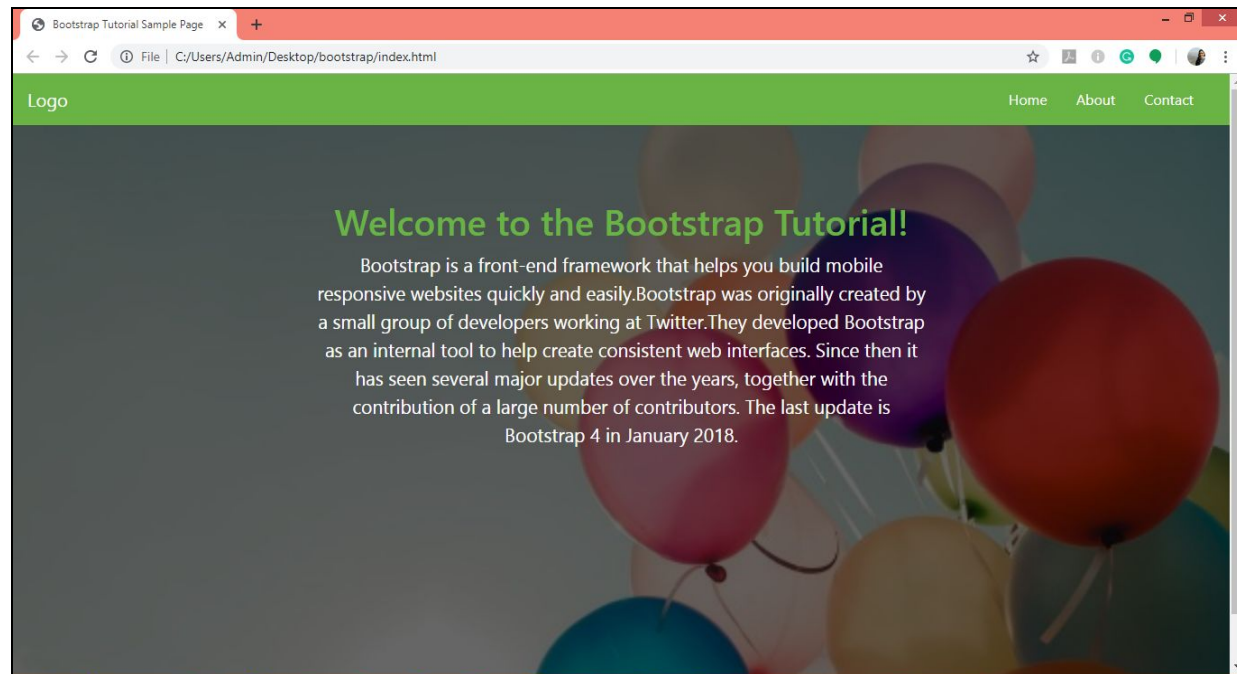 Bootstrap Tutorial Sample Page
File | C:/Users/Admin/Desktop/bootstrap/index.html
Logo
Home About Contact
Welcome to the Bootstrap Tutorial!
Bootstrap is a front-end framework that helps you build mobile
responsive websites quickly and easily.Bootstrap was originally created by
a small group of developers working at Twitter.They developed Bootstrap
as an internal tool to help create consistent web interfaces. Since then it
has seen several major updates over the years, together with the
contribution of a large number of contributors. The last update is
Bootstrap 4 in January 2018.